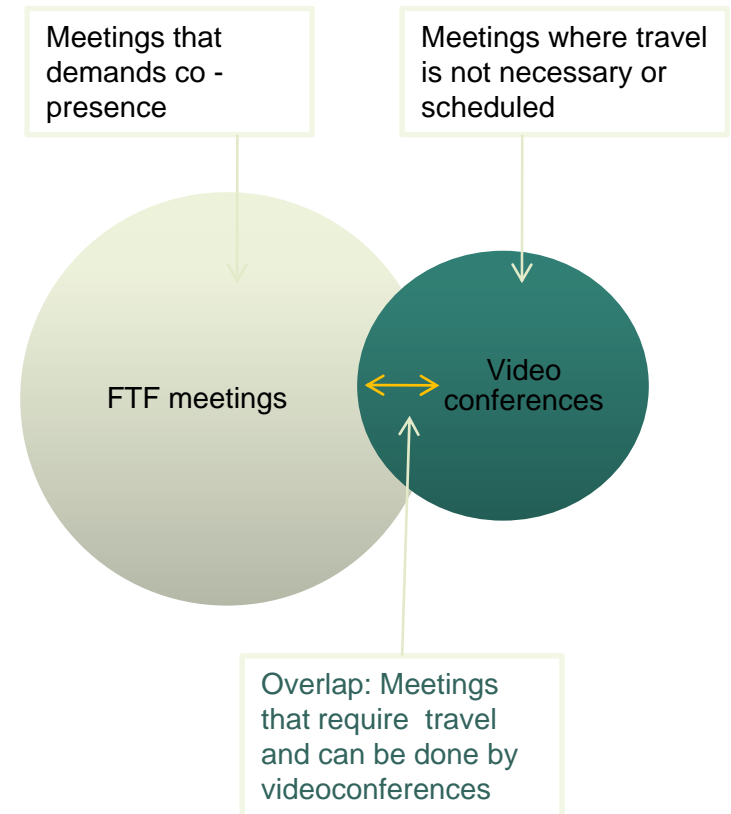 Meetings that
demands co -
presence
Meetings where travel
is not necessary or
scheduled
FTF meetings
Video
conferences
Overlap: Meetings
that require  travel
and can be done by
videoconferences